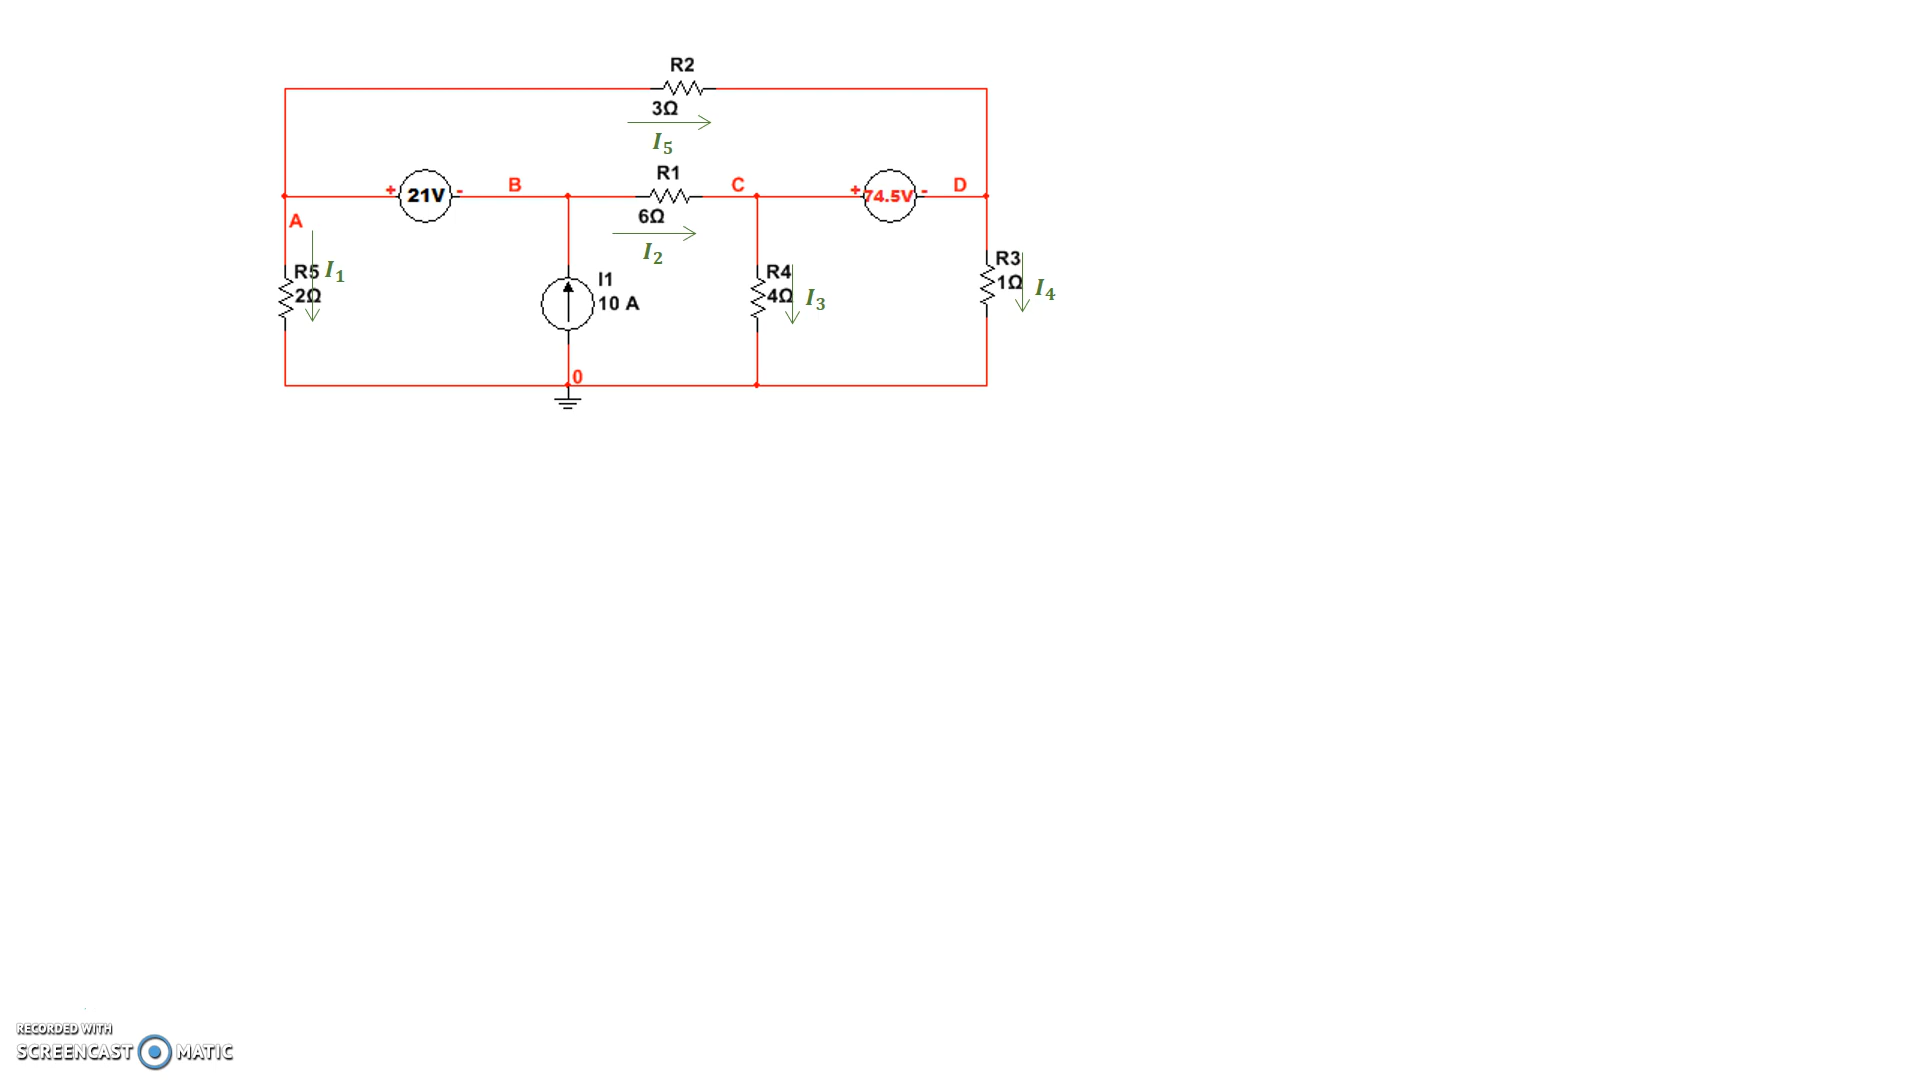 R2
3Ω
I5
R1
B
C
D
+ 21V -
+ 74.5V -
6Ω
A
I2
R3
R5 I1
I1
R4
1Ω I4
2Ω
10 A
4Ω I3
0
RECORDED WITH
SCREENCAST MATIC